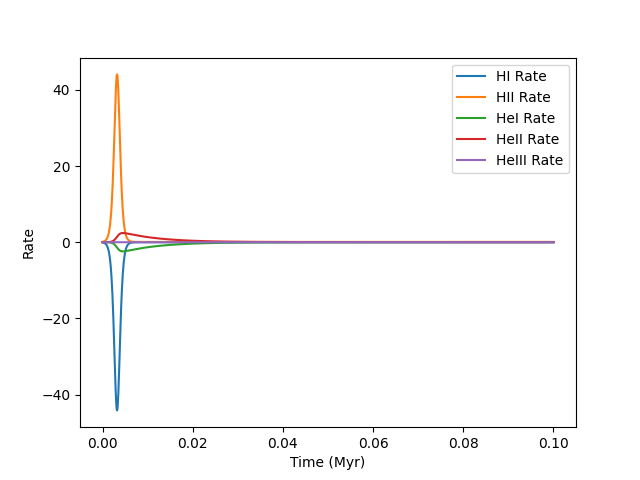 HI Rate
HII Rate
HeI Rate
HeII Rate
HeIII Rate
Rate
40
20
0
−20
−40
0.00 0.02 0.04 0.06 0.08 0.10
Time (Myr)